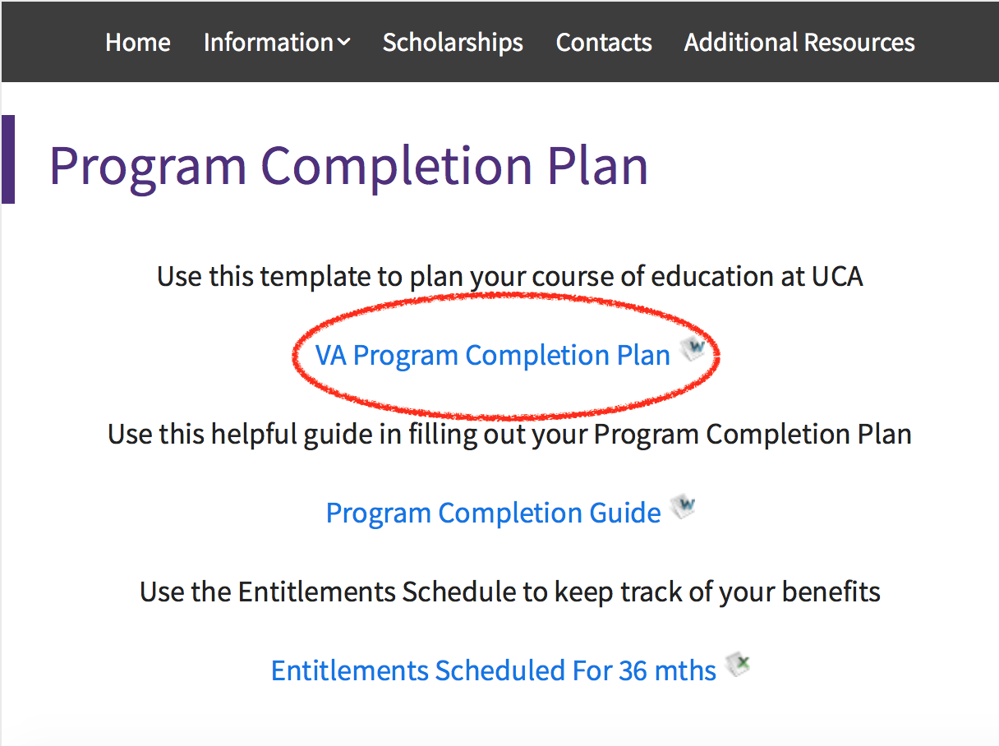 Home Information Scholarships Contacts Additional Resources
Program Completion Plan
Use this template to plan your course of education at UCA
VA Program Completion Plan W
Use this helpful guide in filling out your Program Completion Plan
Program Completion Guide W
Use the Entitlements Schedule to keep track of your benefits
Entitlements Scheduled For 36 mths X